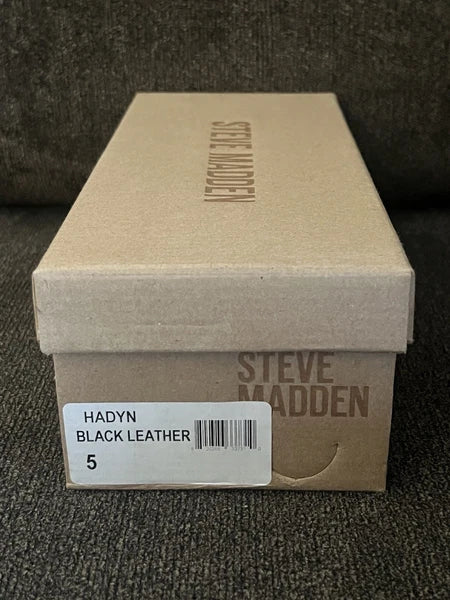 STEVE MADDEN
STEVE
MADDEN
HADYN
BLACK LEATHER
5